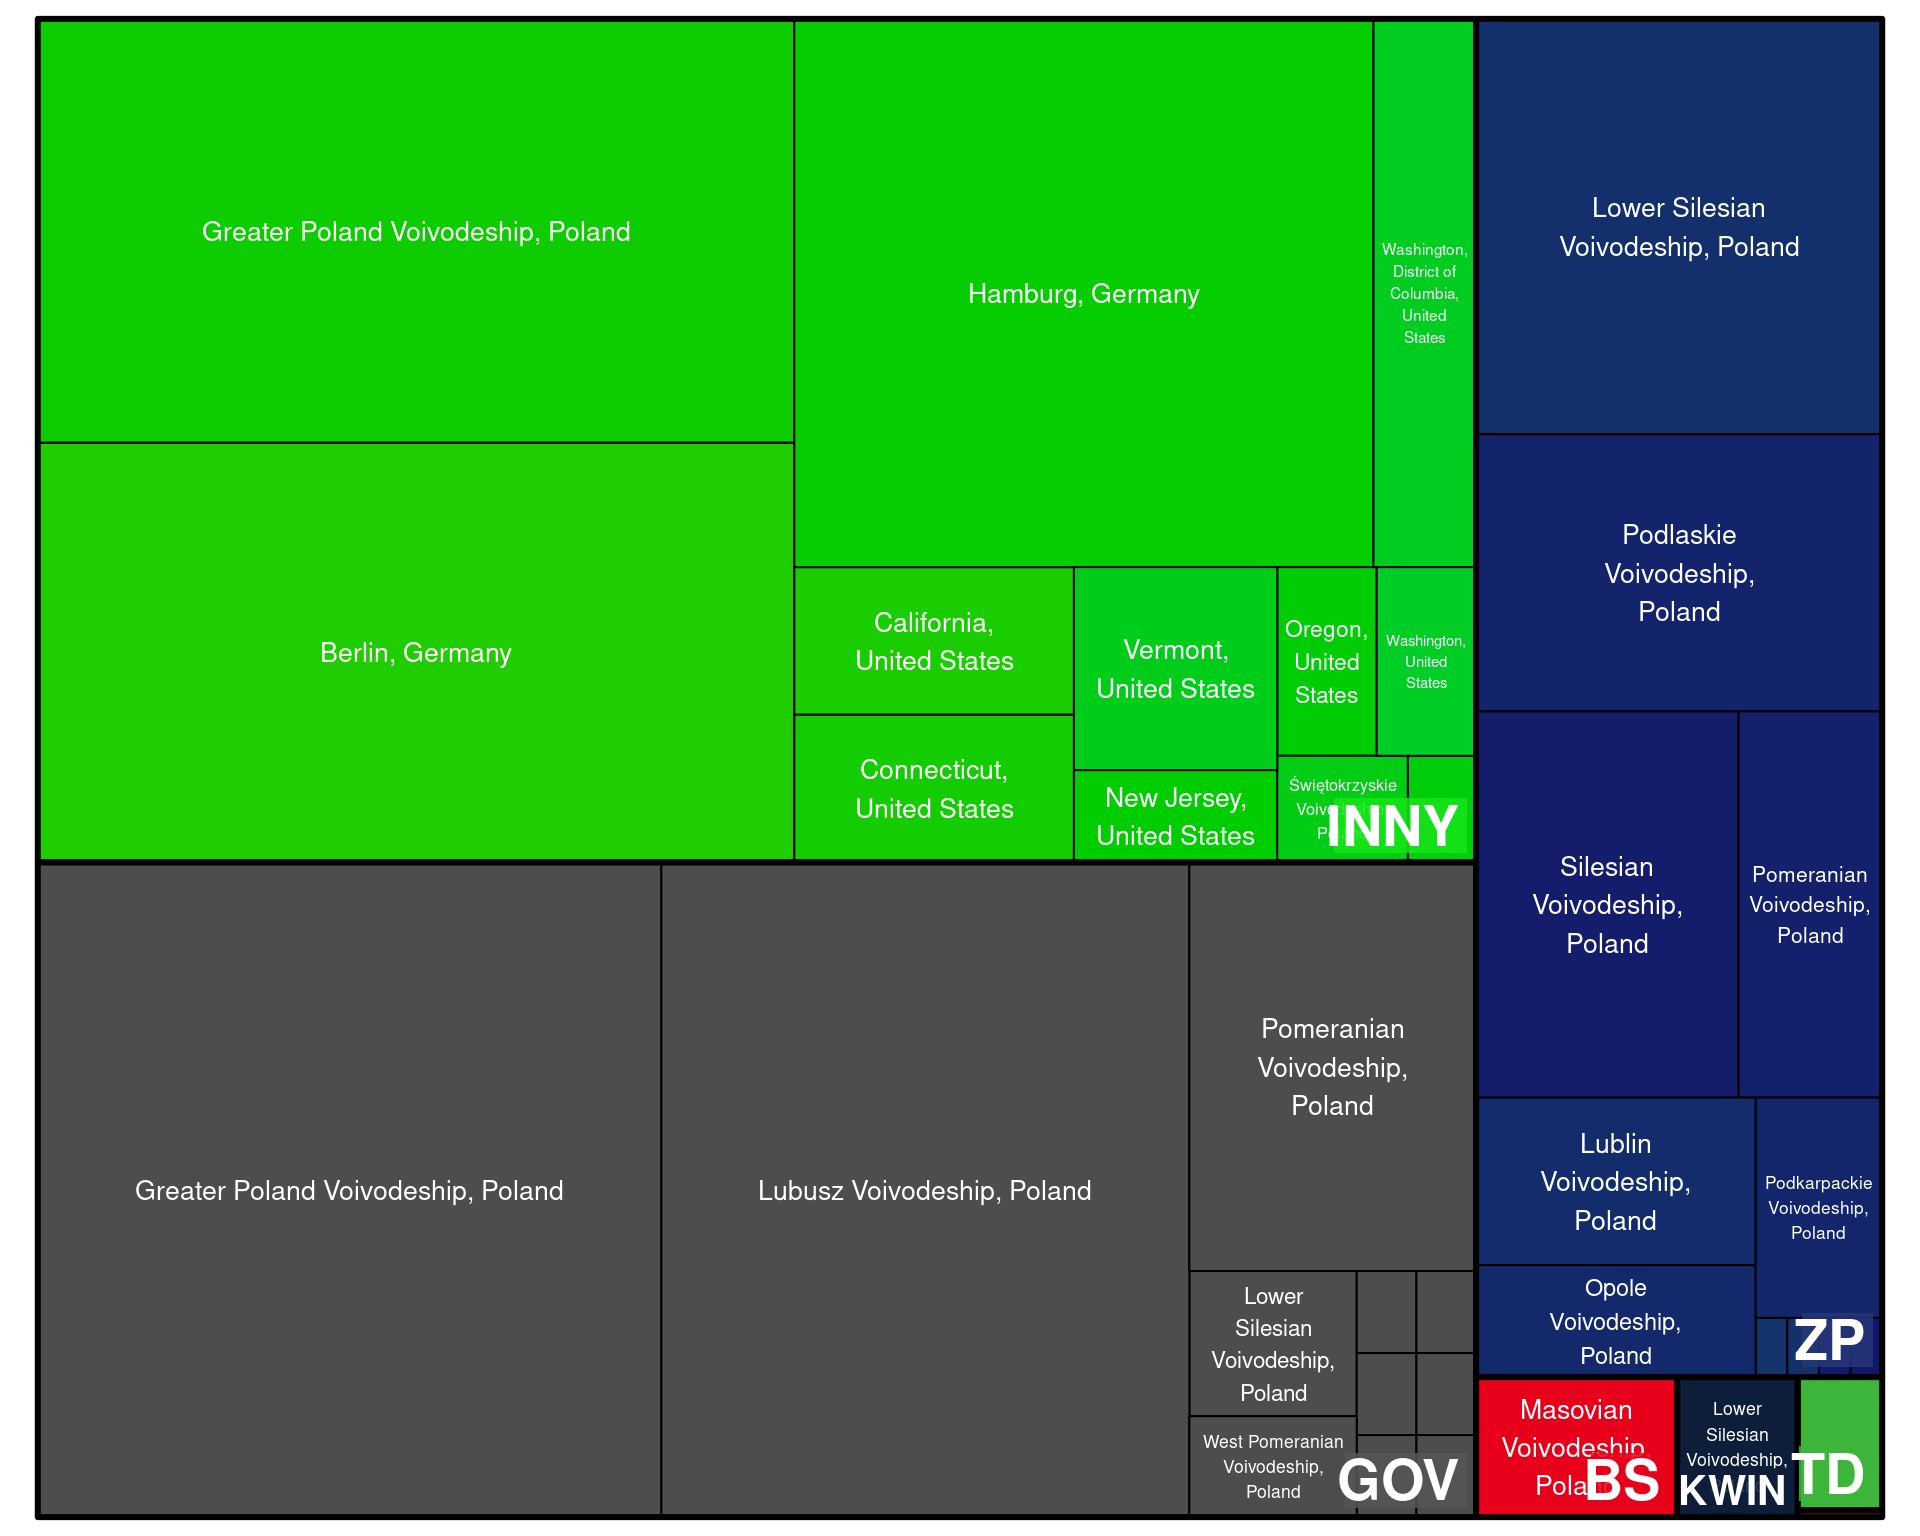 Greater Poland Voivodeship, Poland
Berlin, Germany
Hamburg, Germany
Washington,
District of
Columbia,
United
States
California,
United States
Connecticut,
United States
Vermont,
United States
New Jersey,
United States
Oregon,
United
States
Washington,
United
States
Świętokrzyskie
INNY
Greater Poland Voivodeship, Poland
Lubusz Voivodeship, Poland
Pomeranian
Voivodeship,
Poland
Lower
Silesian
Voivodeship,
Poland
West Pomeranian
Voivodeship,
Poland
GOV
Lower Silesian
Voivodeship, Poland
Podlaskie
Voivodeship,
Poland
Silesian
Voivodeship,
Poland
Pomeranian
Voivodeship,
Poland
Lublin
Voivodeship,
Poland
Podkarpackie
Voivodeship,
Poland
Opole
Voivodeship,
Poland
ZP
Masovian
Voivodeship,
BS
Lower
Silesian
Voivodeship,
KWIN
TD